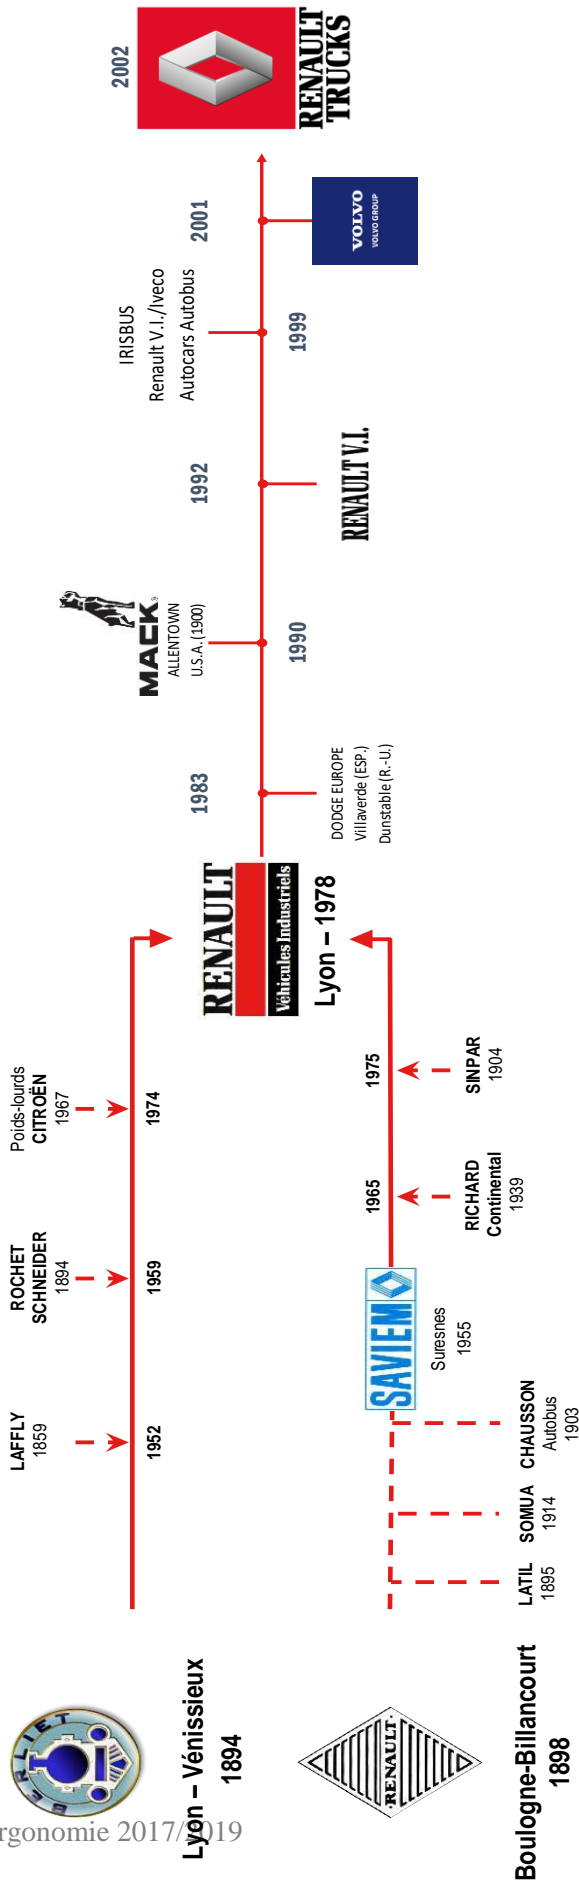 BERLIET
Lyon – Vénissieux
1894
LAFFLY
1859
1952
ROCHET
SCHNEIDER
1894
1959
Poids-lourds
CITROËN
1967
1974
RENAULT
Boulogne-Billancourt
1898
LATIL
1895
SOMUA
1914
CHAUSSON
Autobus
1903
SAVIEM
Suresnes
1955
1965
RICHARD
Continental
1939
1975
SINPAR
1904
RENAULT
Véhicules Industriels
Lyon – 1978
1983
DODGE EUROPE
Villaverde (ESP.)
Dunstable (R.-U.)
MACK
ALLENTOWN
U.S.A. (1900)
1990
1992
RENAULT V.I.
IRISBUS
Renault V.I./Iveco
Autocars Autobus
1999
2001
VOLVO
VOLVO GROUP
2002
RENAULT
TRUCKS
rgonomie 2017/2019